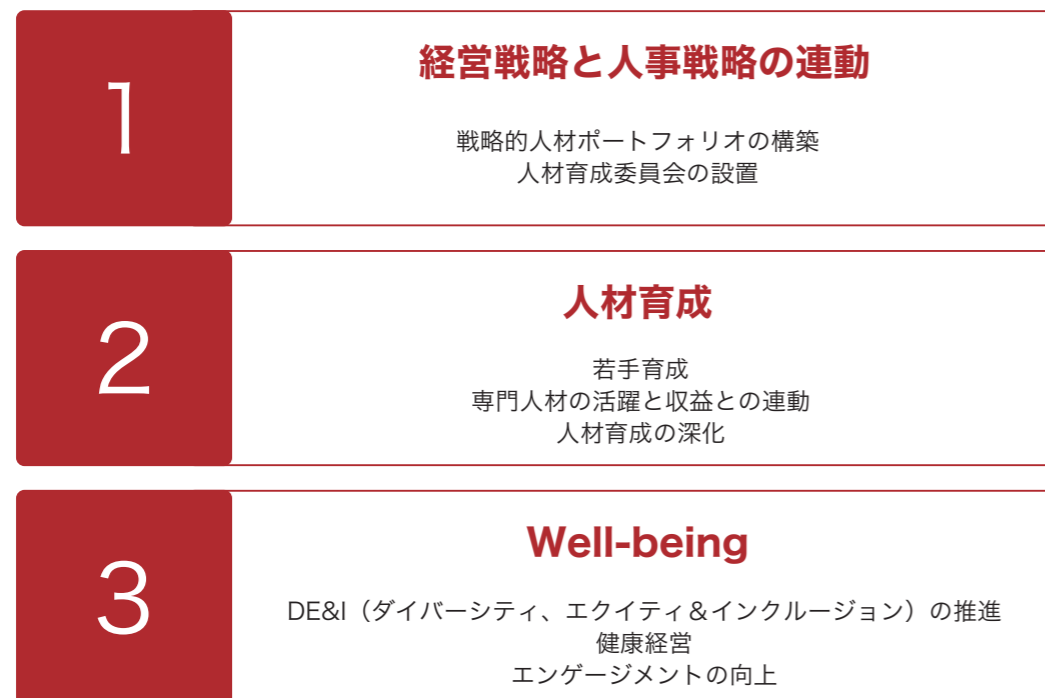 1
経営戦略と人事戦略の連動
戦略的人材ポートフォリオの構築
人材育成委員会の設置
2
人材育成
若手育成
専門人材の活躍と収益との連動
人材育成の深化
3
Well-being
DE&I（ダイバーシティ、エクイティ＆インクルージョン）の推進
健康経営
エンゲージメントの向上